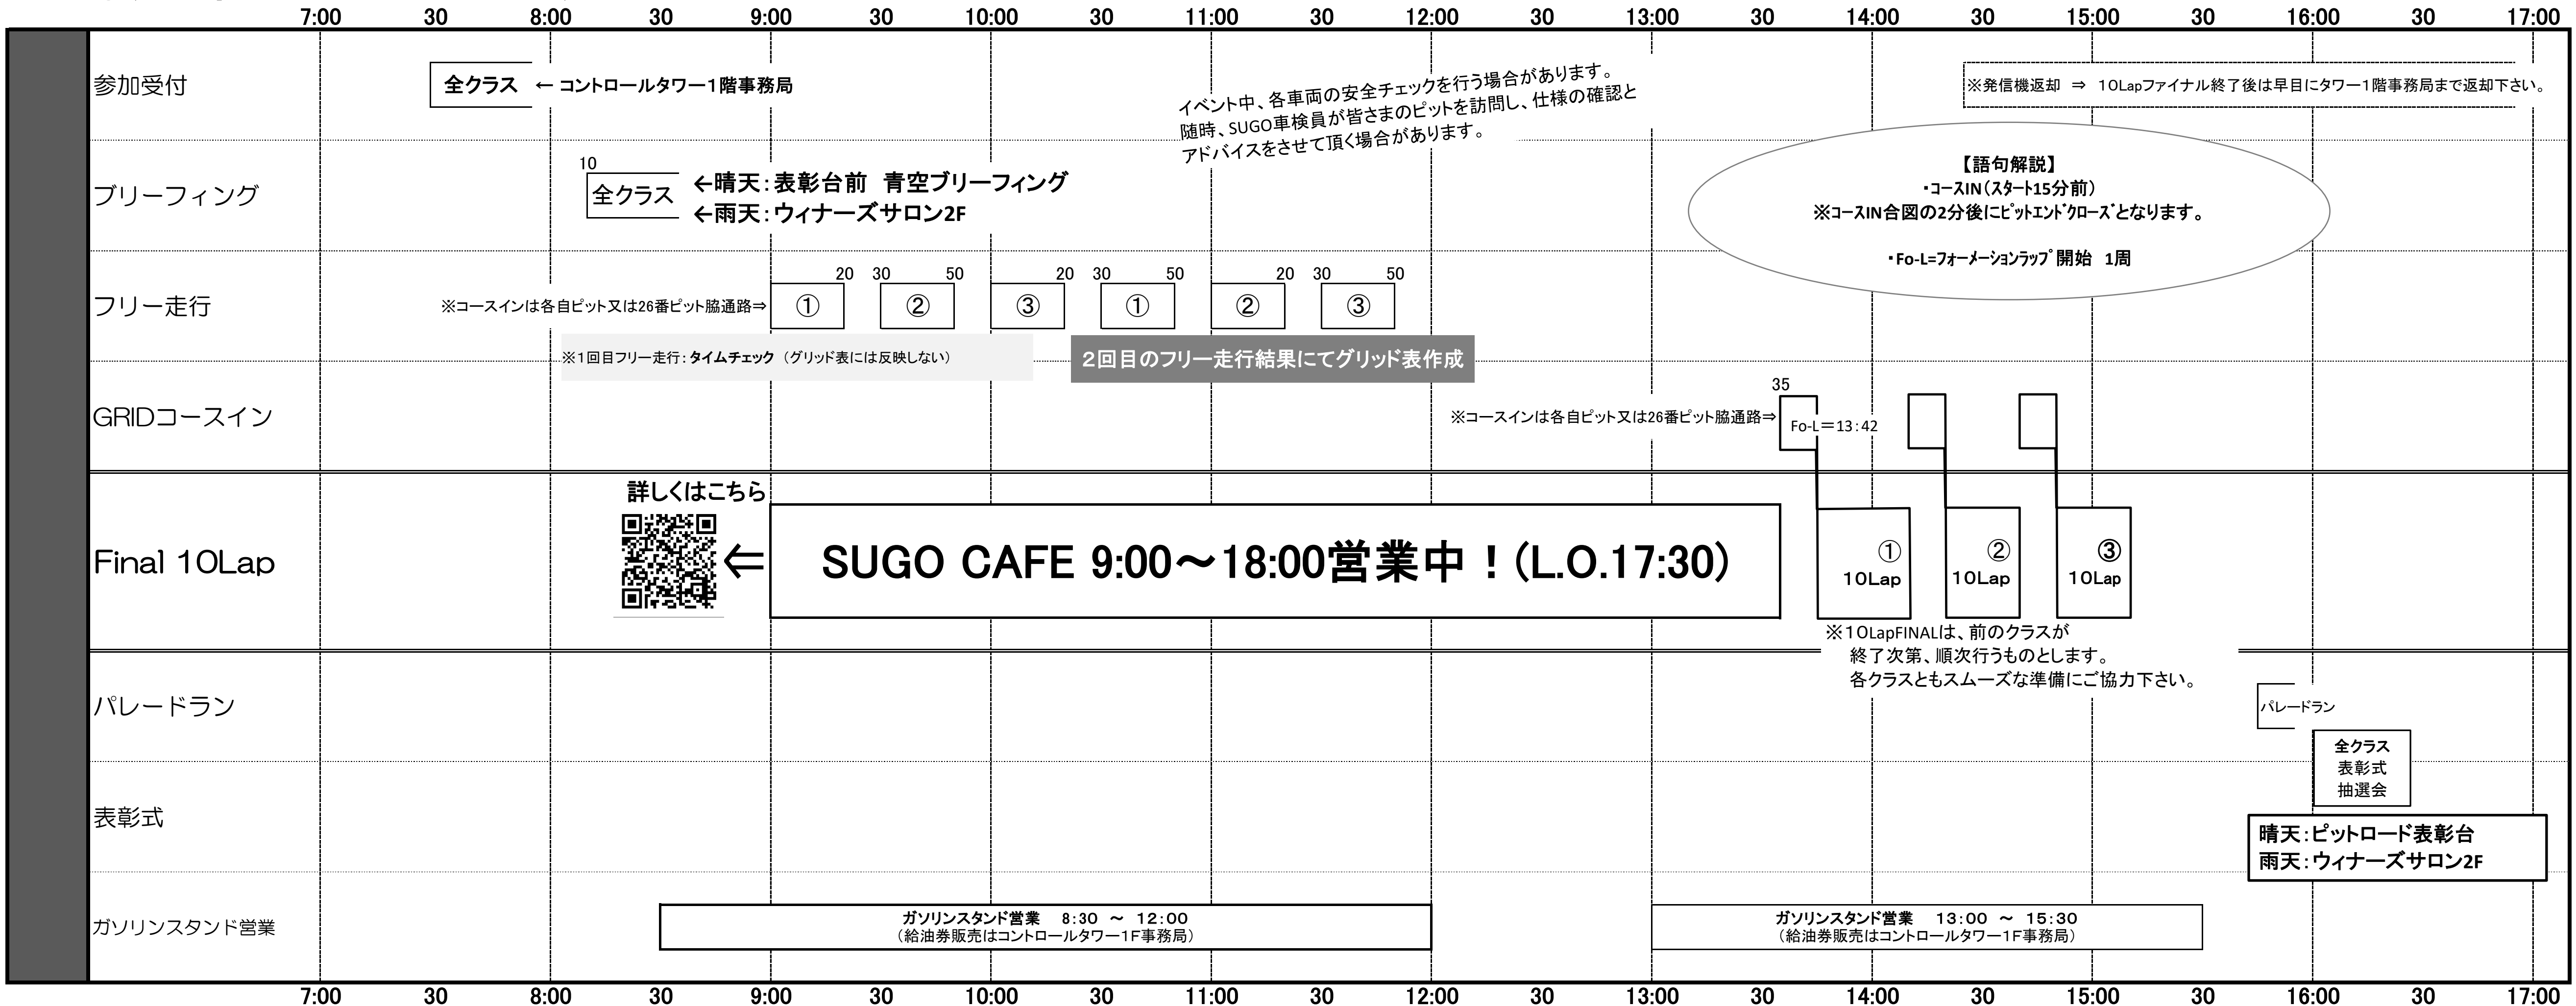 7:00 30 8:00 30 9:00 30 10:00 30 11:00 30 12:00 30 13:00 30 14:00 30 15:00 30 16:00 30 17:00
参加受付
全クラス ← コントロールタワー1階事務局
イベント中、各車両の安全チェックを行う場合があります。
随時、SUGO車検員が皆さまのピットを訪問し、仕様の確認と
アドバイスをさせて頂く場合があります。
※発信機返却 ⇒ 10Lapファイナル終了後は早目にタワー1階事務局まで返却下さい。
ブリーフィング
10
全クラス
←晴天：表彰台前　青空ブリーフィング
←雨天：ウィナーズサロン2F
【語句解説】
・コースIN（スタート15分前）
※コースIN合図の2分後にピットエンドクローズとなります。
・Fo-L=フォーメーションラップ開始 1周
フリー走行
20 30 50 20 30 50 20 30 50
※コースインは各自ピット又は26番ピット脇通路⇒
① ② ③ ① ② ③
※1回目フリー走行：タイムチェック （グリッド表には反映しない）
2回目のフリー走行結果にてグリッド表作成
GRIDコースイン
35
※コースインは各自ピット又は26番ピット脇通路⇒
Fo-L＝13：42
Final 10Lap
詳しくはこちら
⇐
SUGO CAFE 9:00～18:00営業中！(L.O.17:30)
① ② ③
10Lap 10Lap 10Lap
※10LapFINALは、前のクラスが
終了次第、順次行うものとします。
各クラスともスムーズな準備にご協力下さい。
パレードラン
パレードラン
全クラス
表彰式
抽選会
表彰式
晴天：ピットロード表彰台
雨天：ウィナーズサロン2F
ガソリンスタンド営業
ガソリンスタンド営業　8：30 ～ 12：00
（給油券販売はコントロールタワー1F事務局）
ガソリンスタンド営業　13：00 ～ 15：30
（給油券販売はコントロールタワー1F事務局）
7:00 30 8:00 30 9:00 30 10:00 30 11:00 30 12:00 30 13:00 30 14:00 30 15:00 30 16:00 30 17:00